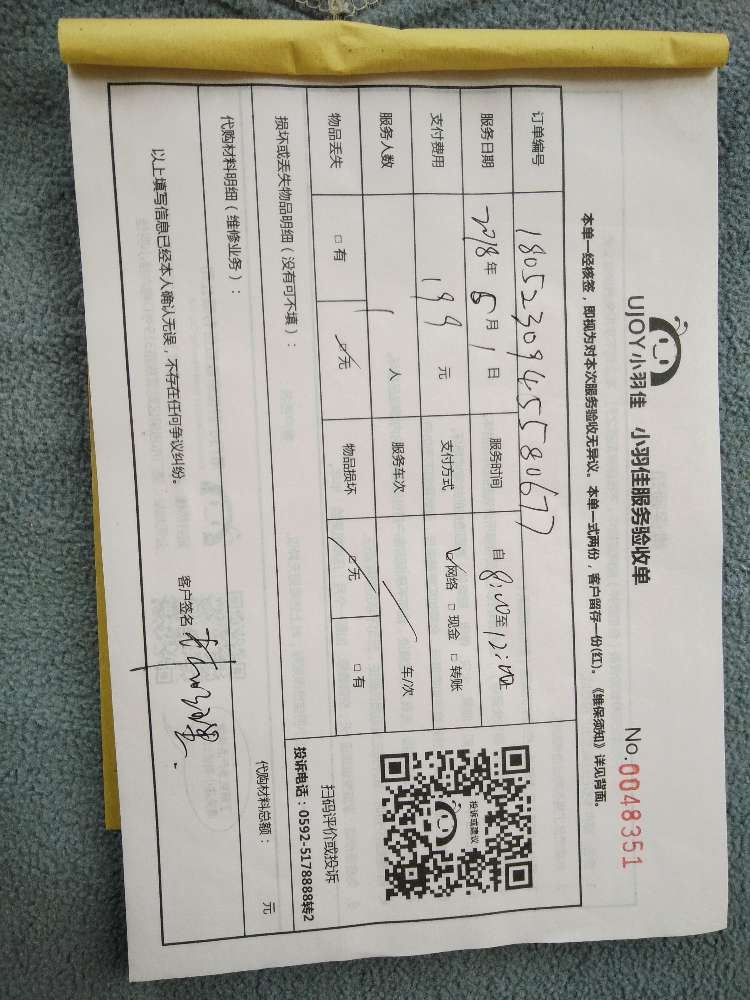 UJOY小羽佳 小羽佳服务验收单
No.0048351
本单一经核签，即视为对本次服务验收无异议。本单一式两份，客户留存一份(红)。《维保须知》详见背面。
订单编号 1805230945580677
服务日期 2018年 5月 1日 服务时间 自8:00至12:00
支付费用 199元 支付方式 √网络 □现金 □转账
服务人数 1人 服务车次 / 车/次
物品丢失 □有 □无 物品损坏 □无 □有
损坏或丢失物品明细（没有可不填）：
代购材料明细（维修业务）：
代购材料总额： 元
以上填写信息已经本人确认无误，不存在任何争议纠纷。
客户签名
投诉或建议
扫码评价或投诉
投诉电话：0592-5178888转2